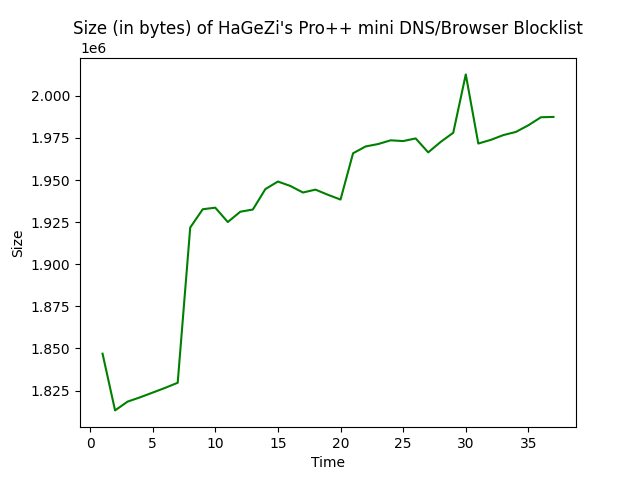 Size (in bytes) of HaGeZi's Pro++ mini DNS/Browser Blocklist
1e6
2.000
1.975
1.950
1.925
1.900
1.875
1.850
1.825
Size
0 5 10 15 20 25 30 35
Time